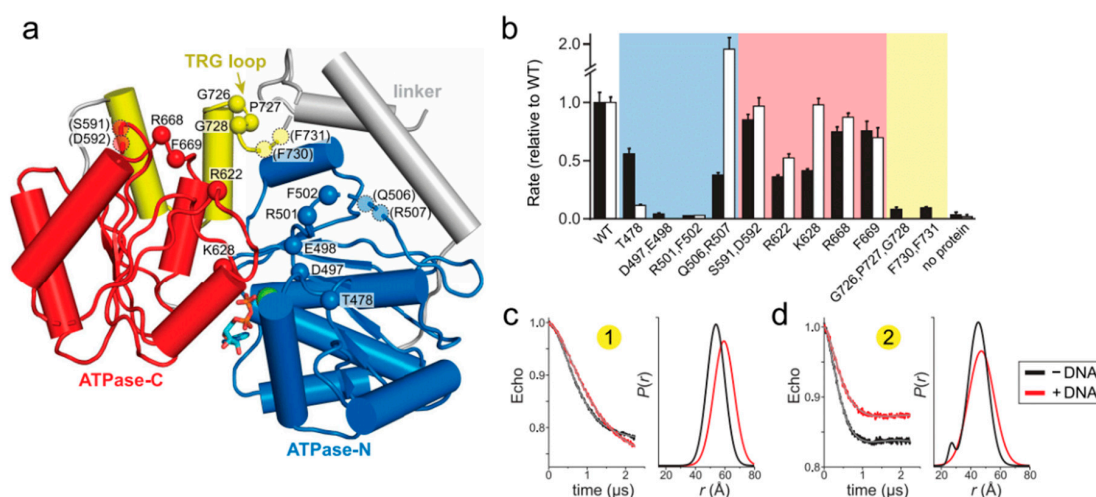 a
TRG loop
G726
P727
G728
linker
(S591)
(D592)
R668
F669
(F731)
(F730)
R622
F502
(Q506)
R501
(R507)
E498
K628
D497
T478
ATPase-C
ATPase-N
b
Rate (relative to WT)
2.0
1.0
0.5
0.0
WT
T478
D497,E498
R501,F502
Q506,R507
S591,D592
R622
K628
R668
F669
G726,P727,G728
F730,F731
no protein
c
1
Echo
1.0
0.9
0.8
0 1 2
time (µs)
P(r)
20 40 60 80
r (Å)
d
2
Echo
1.0
0.9
0.8
0 1 2
time (µs)
P(r)
20 40 60 80
r (Å)
– DNA
+ DNA